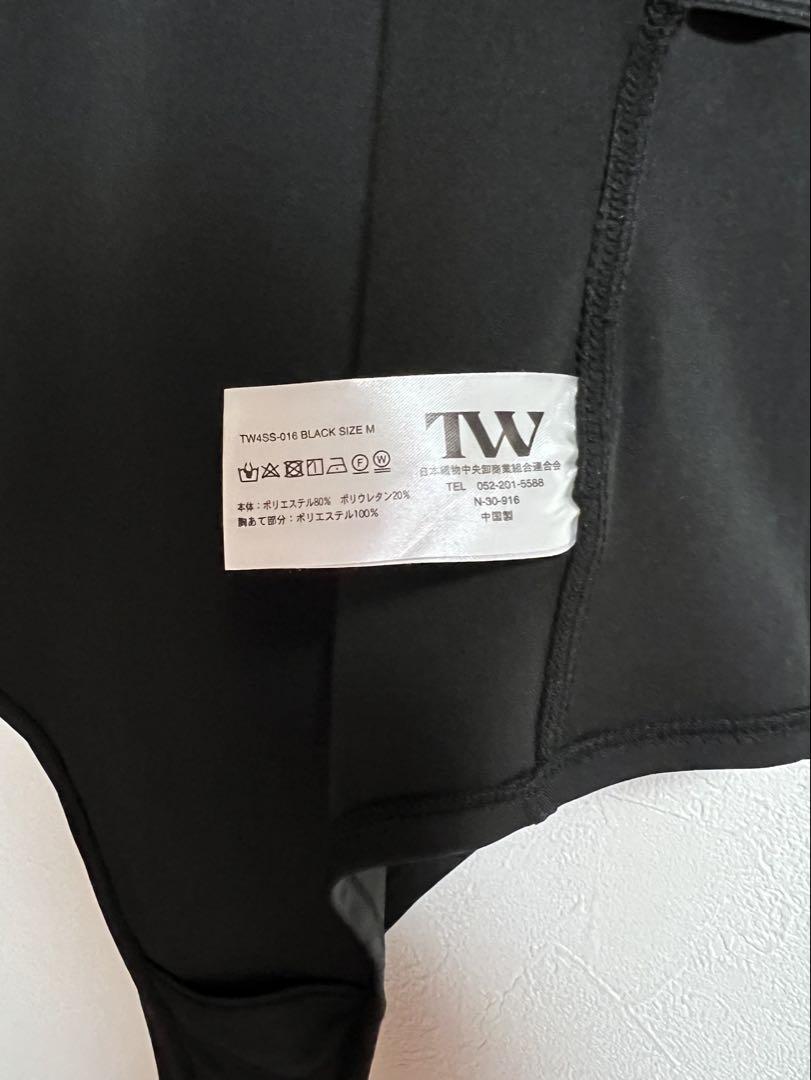 TW4SS-016 BLACK SIZE M
本体：ポリエステル80% ポリウレタン20%
胸あて部分：ポリエステル100%
TW
日本織物中央卸商業組合連合会
TEL 052-201-5588
N-30-916
中国製